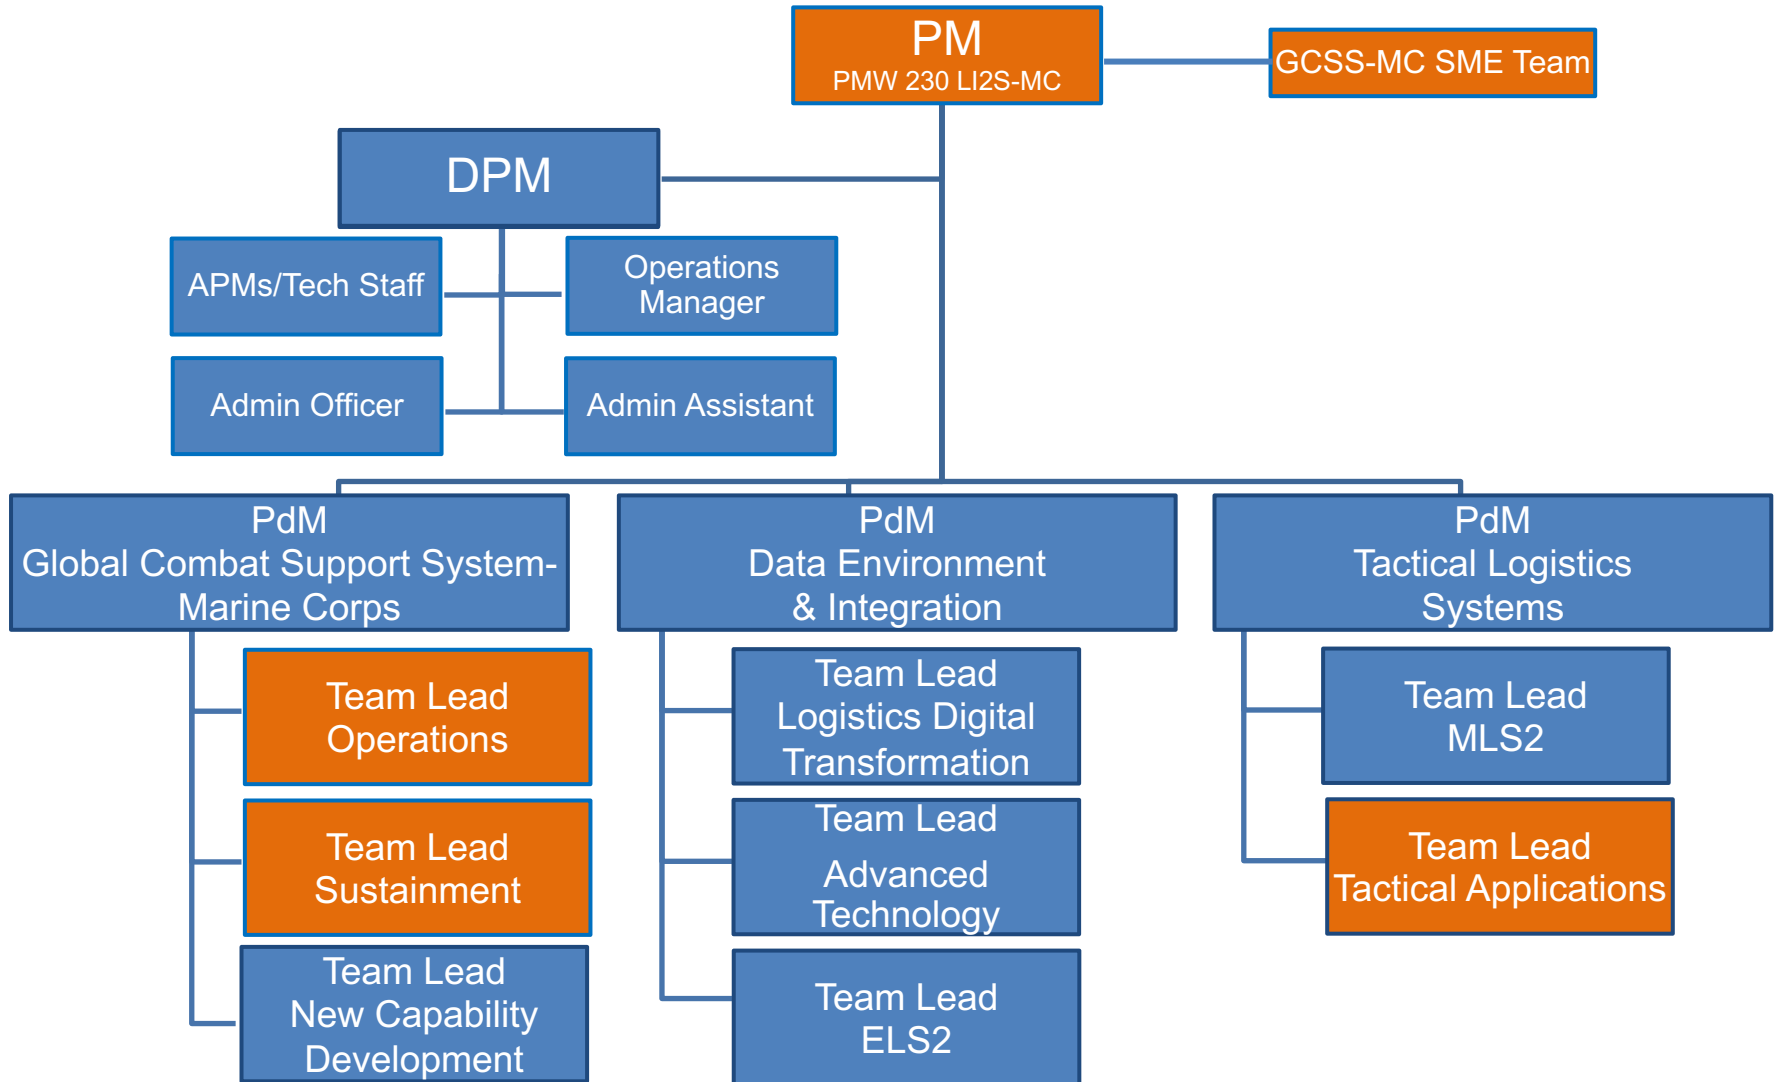 PM
PMW 230 LI2S-MC
GCSS-MC SME Team
DPM
APMs/Tech Staff
Operations
Manager
Admin Officer
Admin Assistant
PdM
Global Combat Support System-
Marine Corps
PdM
Data Environment
& Integration
PdM
Tactical Logistics
Systems
Team Lead
Operations
Team Lead
Sustainment
Team Lead
New Capability
Development
Team Lead
Logistics Digital
Transformation
Team Lead
Advanced
Technology
Team Lead
ELS2
Team Lead
MLS2
Team Lead
Tactical Applications